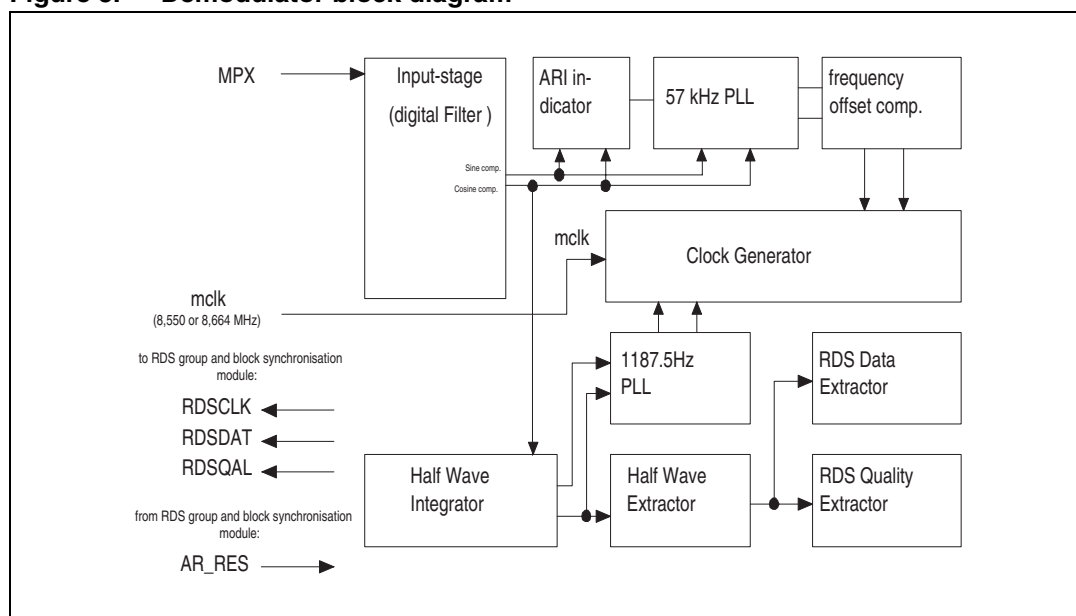 MPX
Input-stage
(digital Filter )
Sine comp.
Cosine comp.
ARI in-
dicator
57 kHz PLL
frequency
offset comp.
mclk
Clock Generator
mclk
(8,550 or 8,664 MHz)
to RDS group and block synchronisation
module:
RDSCLK
RDSDAT
RDSQAL
from RDS group and block synchronisation
module:
AR_RES
1187.5Hz
PLL
RDS Data
Extractor
Half Wave
Integrator
Half Wave
Extractor
RDS Quality
Extractor